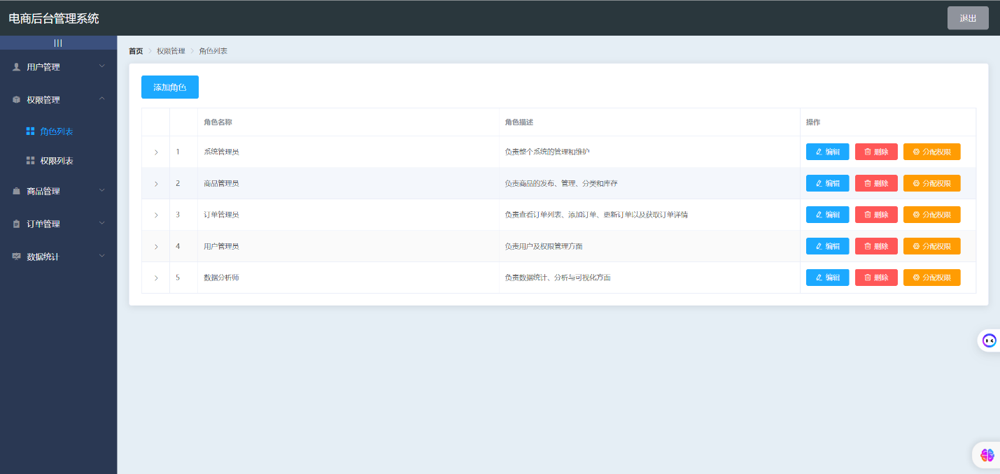 电商后台管理系统
退出
|||
用户管理
权限管理
角色列表
权限列表
商品管理
订单管理
数据统计
首页 > 权限管理 > 角色列表
添加角色
角色名称 角色描述 操作
1 系统管理员 负责整个系统的管理和维护 编辑 删除 分配权限
2 商品管理员 负责商品的发布、管理、分类和库存 编辑 删除 分配权限
3 订单管理员 负责查看订单列表、添加订单、更新订单以及获取订单详情 编辑 删除 分配权限
4 用户管理员 负责用户及权限管理方面 编辑 删除 分配权限
5 数据分析师 负责数据统计、分析与可视化方面 编辑 删除 分配权限